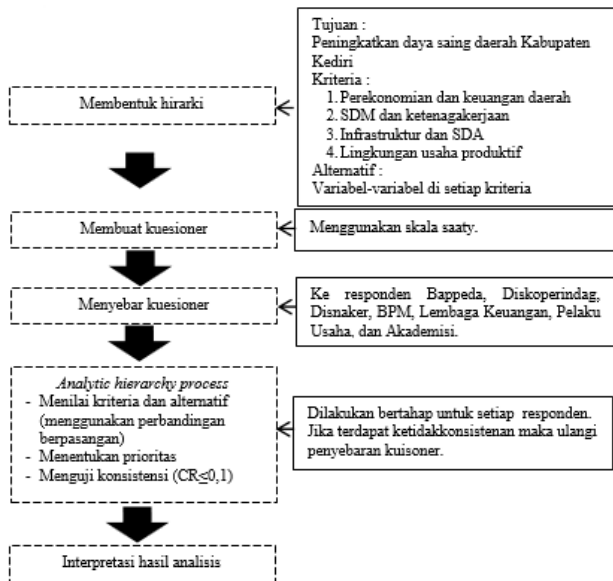 Tujuan :
Peningkatkan daya saing daerah Kabupaten
Kediri
Kriteria :
1. Perekonomian dan keuangan daerah
2. SDM dan ketenagakerjaan
3. Infrastruktur dan SDA
4. Lingkungan usaha produktif
Alternatif :
Variabel-variabel di setiap kriteria
Membentuk hirarki
Membuat kuesioner
Menggunakan skala saaty.
Menyebar kuesioner
Ke responden Bappeda, Diskoperindag,
Disnaker, BPM, Lembaga Keuangan, Pelaku
Usaha, dan Akademisi.
Analytic hierarchy process
- Menilai kriteria dan alternatif
(menggunakan perbandingan
berpasangan)
- Menentukan prioritas
- Menguji konsistensi (CR≤0,1)
Dilakukan bertahap untuk setiap responden.
Jika terdapat ketidakkonsistenan maka ulangi
penyebaran kuisoner.
Interpretasi hasil analisis